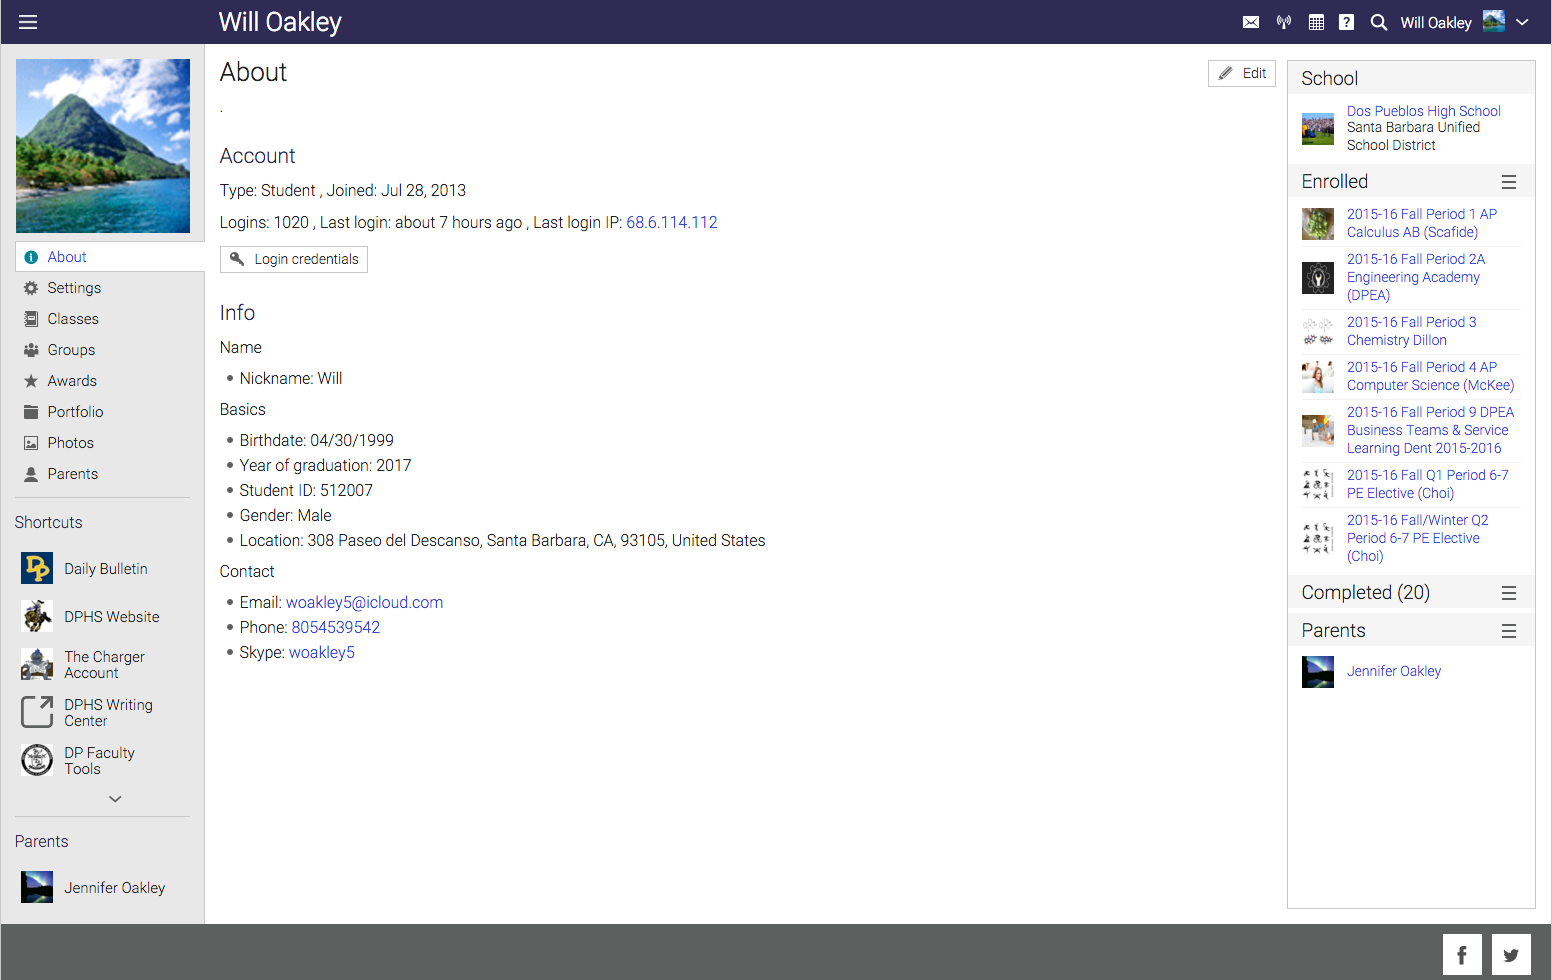 Will Oakley
Will Oakley
About
Settings
Classes
Groups
Awards
Portfolio
Photos
Parents
Shortcuts
DP
Daily Bulletin
DPHS Website
The Charger
Account
DPHS Writing
Center
DP Faculty
Tools
Parents
Jennifer Oakley
About
.
Edit
Account
Type: Student , Joined: Jul 28, 2013
Logins: 1020 , Last login: about 7 hours ago , Last login IP: 68.6.114.112
Login credentials
Info
Name
• Nickname: Will
Basics
• Birthdate: 04/30/1999
• Year of graduation: 2017
• Student ID: 512007
• Gender: Male
• Location: 308 Paseo del Descanso, Santa Barbara, CA, 93105, United States
Contact
• Email: woakley5@icloud.com
• Phone: 8054539542
• Skype: woakley5
School
Dos Pueblos High School
Santa Barbara Unified
School District
Enrolled
2015-16 Fall Period 1 AP
Calculus AB (Scafide)
2015-16 Fall Period 2A
Engineering Academy
(DPEA)
2015-16 Fall Period 3
Chemistry Dillon
2015-16 Fall Period 4 AP
Computer Science (McKee)
2015-16 Fall Period 9 DPEA
Business Teams & Service
Learning Dent 2015-2016
2015-16 Fall Q1 Period 6-7
PE Elective (Choi)
2015-16 Fall/Winter Q2
Period 6-7 PE Elective
(Choi)
Completed (20)
Parents
Jennifer Oakley